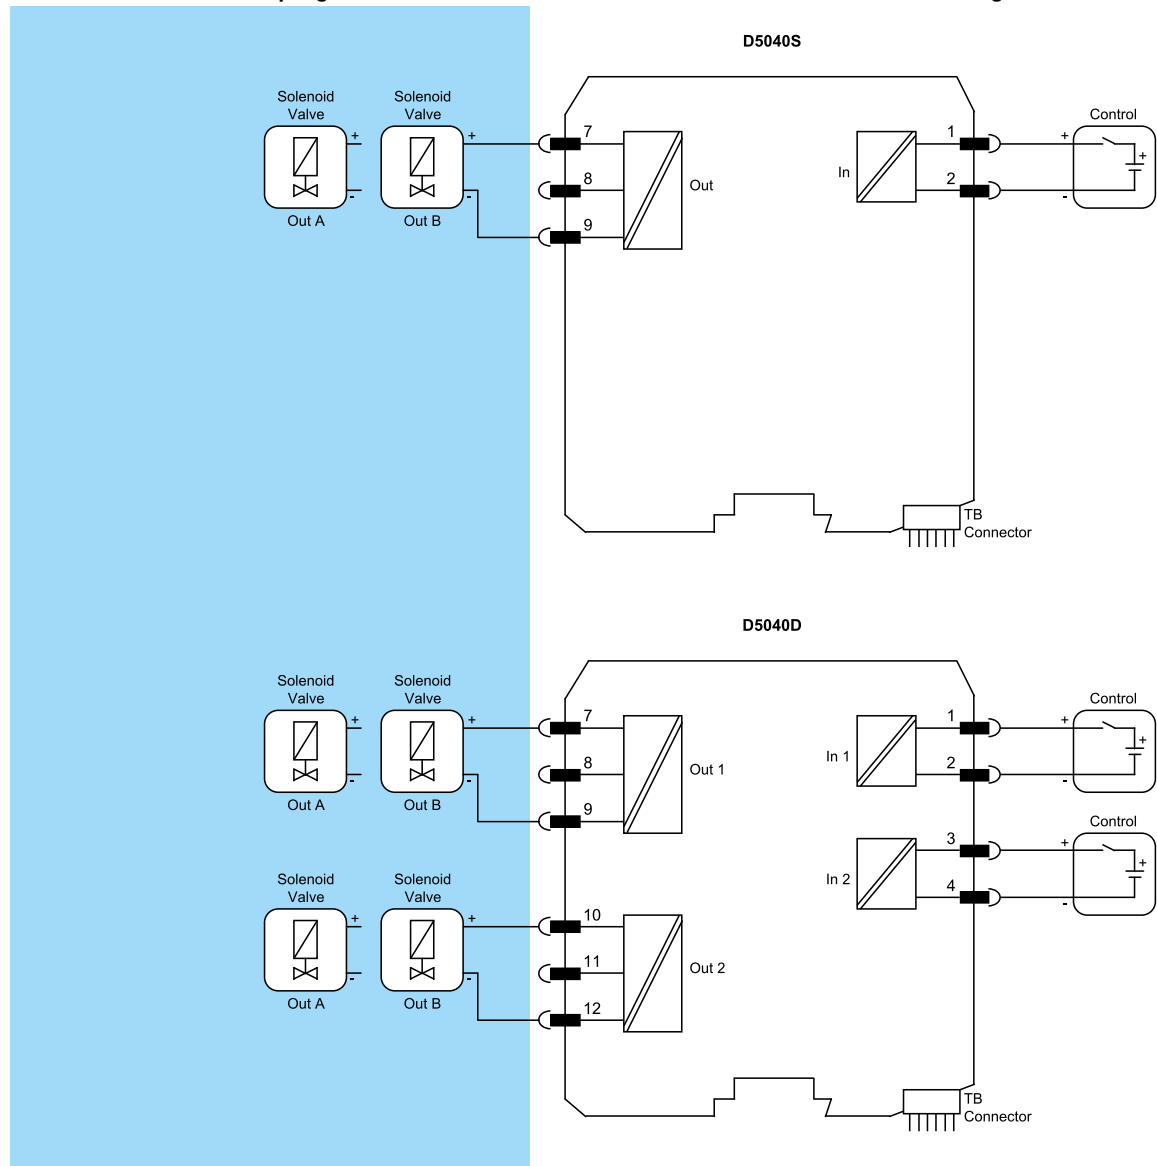 D5040S
Solenoid
Valve
+
-
Out A
Solenoid
Valve
+
-
Out B
7
8
9
Out
In
1
2
+
-
Control
+
TB
Connector
D5040D
Solenoid
Valve
+
-
Out A
Solenoid
Valve
+
-
Out B
7
8
9
Out 1
In 1
1
2
+
-
Control
+
Solenoid
Valve
+
-
Out A
Solenoid
Valve
+
-
Out B
10
11
12
Out 2
In 2
3
4
+
-
Control
+
TB
Connector